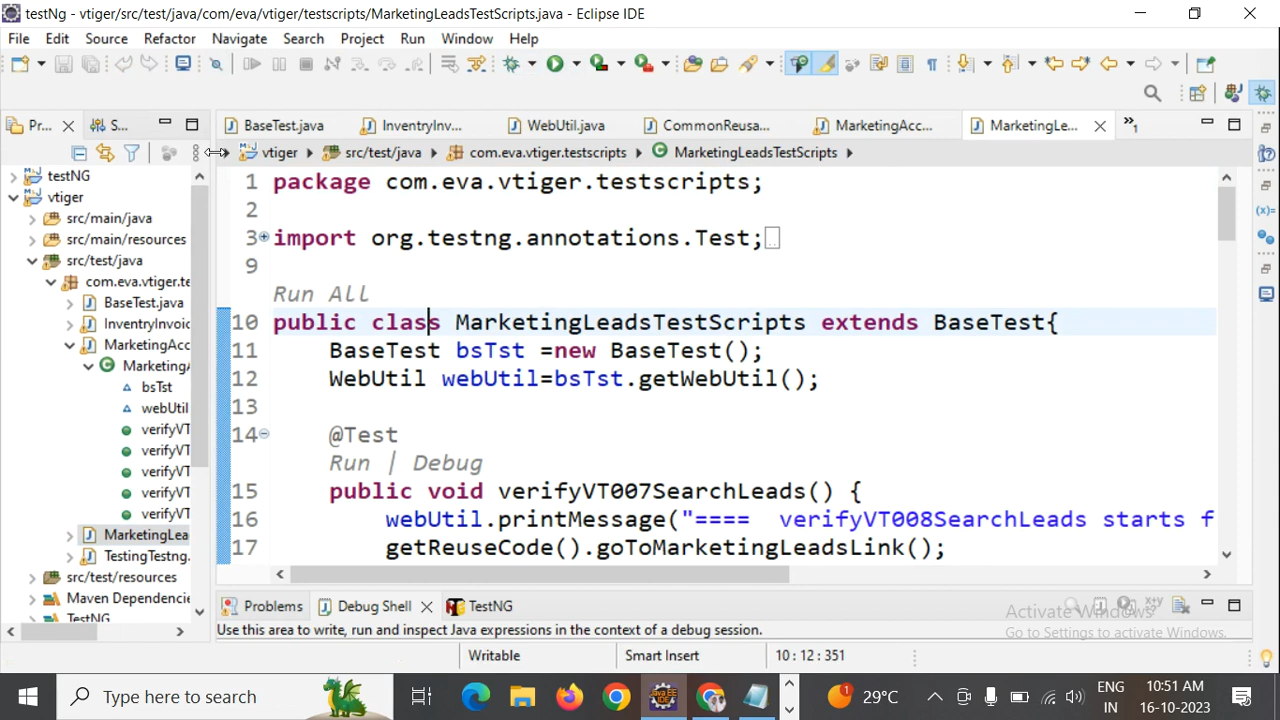 testNg - vtiger/src/test/java/com/eva/vtiger/testscripts/MarketingLeadsTestScripts.java - Eclipse IDE
File Edit Source Refactor Navigate Search Project Run Window Help
Pr... S... BaseTest.java InventryInv... WebUtil.java CommonReusa... MarketingAcc... MarketingLe... »1
vtiger src/test/java com.eva.vtiger.testscripts MarketingLeadsTestScripts
testNG
vtiger
src/main/java
src/main/resources
src/test/java
com.eva.vtiger.te
BaseTest.java
InventryInvoic
MarketingAcc
MarketingA
bsTst
webUtil
verifyVT
verifyVT
verifyVT
verifyVT
verifyVT
MarketingLea
TestingTestng.
src/test/resources
Maven Dependencie
TestNG
1 package com.eva.vtiger.testscripts;
2
3 import org.testng.annotations.Test;
9
Run All
10 public class MarketingLeadsTestScripts extends BaseTest{
11 BaseTest bsTst =new BaseTest();
12 WebUtil webUtil=bsTst.getWebUtil();
13
14 @Test
Run | Debug
15 public void verifyVT007SearchLeads() {
16 webUtil.printMessage("==== verifyVT008SearchLeads starts f
17 getReuseCode().goToMarketingLeadsLink();
Problems Debug Shell TestNG
Use this area to write, run and inspect Java expressions in the context of a debug session.
Activate Windows
Go to Settings to activate Windows.
Writable Smart Insert 10 : 12 : 351
Type here to search 1 29°C ENG IN 10:51 AM 16-10-2023